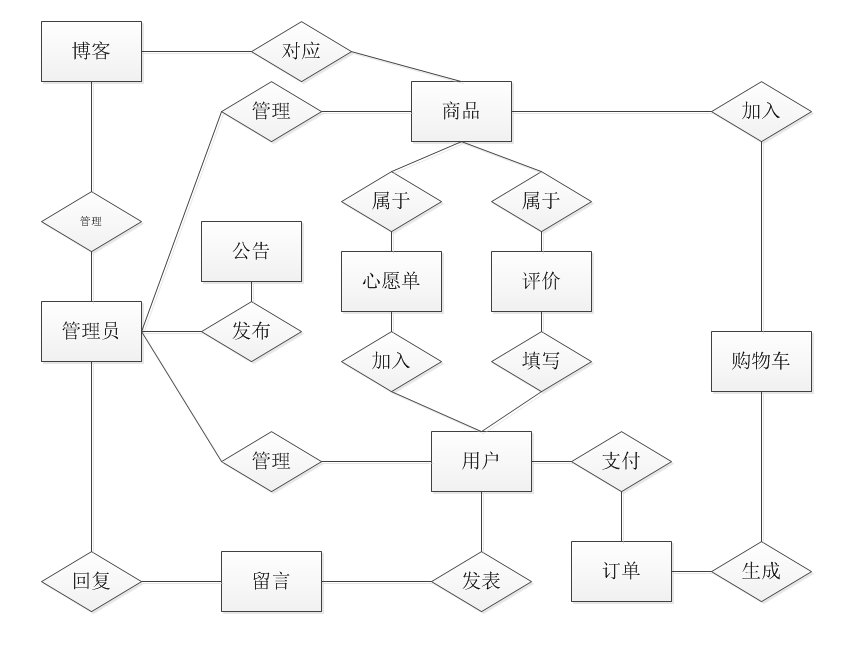 博客
对应
管理
商品
加入
管理
属于
属于
公告
心愿单
评价
管理员
发布
加入
填写
购物车
管理
用户
支付
回复
留言
发表
订单
生成